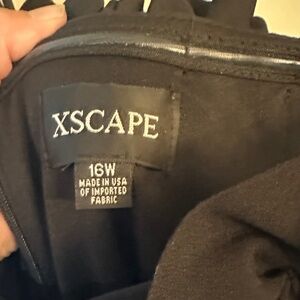 XSCAPE
16W
MADE IN USA
OF IMPORTED
FABRIC